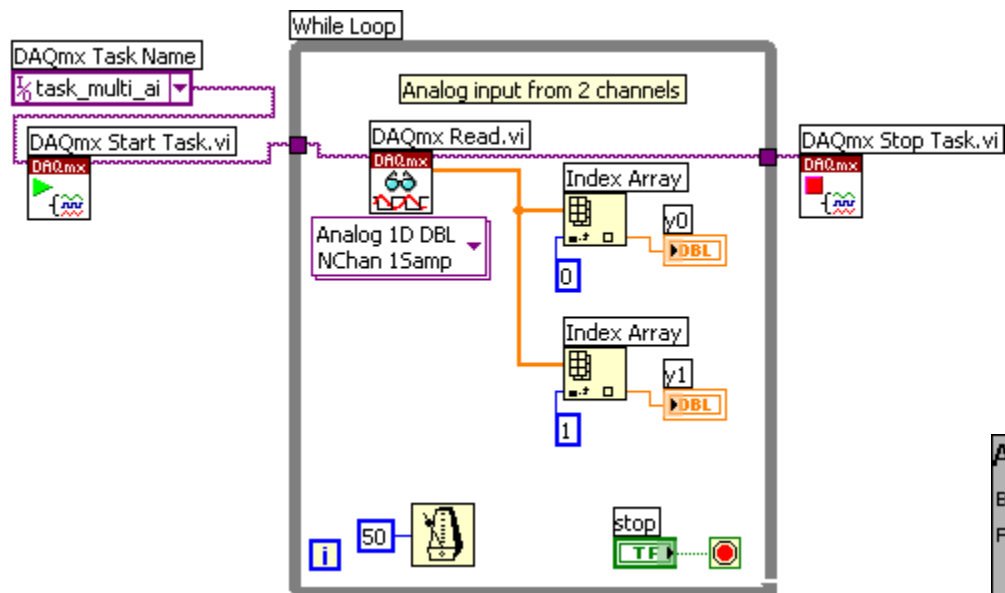 While Loop
DAQmx Task Name
I/O task_multi_ai
Analog input from 2 channels
DAQmx Start Task.vi
DAQmx
DAQmx Read.vi
DAQmx
DAQmx Stop Task.vi
DAQmx
Analog 1D DBL
NChan 1Samp
Index Array
0
y0
DBL
Index Array
1
y1
DBL
i
50
stop
TF